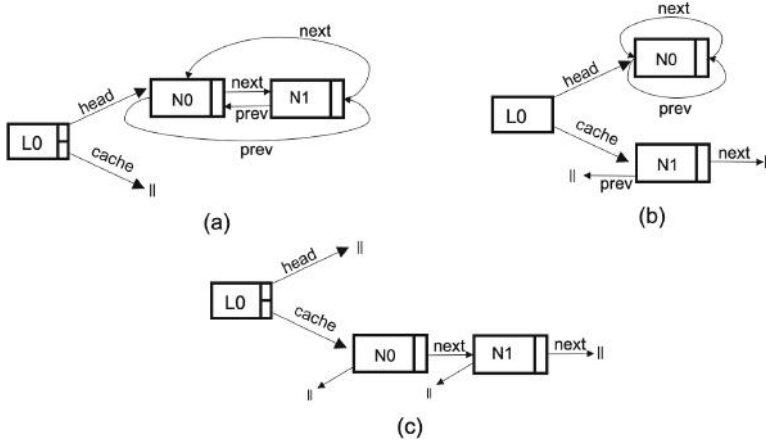 next
head
N0
next
N1
prev
L0
cache
prev
(a)
next
head
N0
prev
L0
cache
N1
next
prev
(b)
head
L0
cache
N0
next
N1
next
(c)